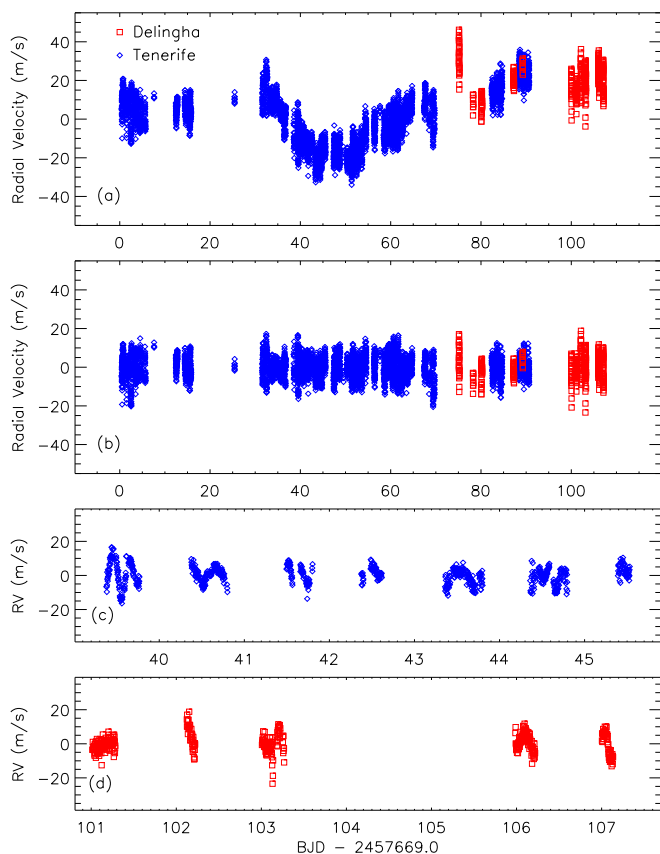 Delingha
Tenerife
Radial Velocity (m/s)
40
20
0
−20
−40
(a)
0 20 40 60 80 100
Radial Velocity (m/s)
40
20
0
−20
−40
(b)
0 20 40 60 80 100
RV (m/s)
20
0
−20
(c)
40 41 42 43 44 45
RV (m/s)
20
0
−20
(d)
101 102 103 104 105 106 107
BJD − 2457669.0